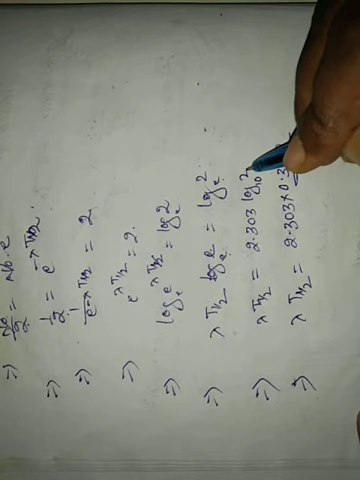 ⇒ N₀/2 = N₀.e
⇒ 1/2 = e^-λT1/2
⇒ 1/e^-λT1/2 = 2
⇒ e^λT1/2 = 2.
⇒ logₑ e^λT1/2 = logₑ 2
⇒ λT1/2 logₑ e = logₑ 2
⇒ λT1/2 = 2.303 log₁₀ 2
⇒ λT1/2 = 2.303×0.3